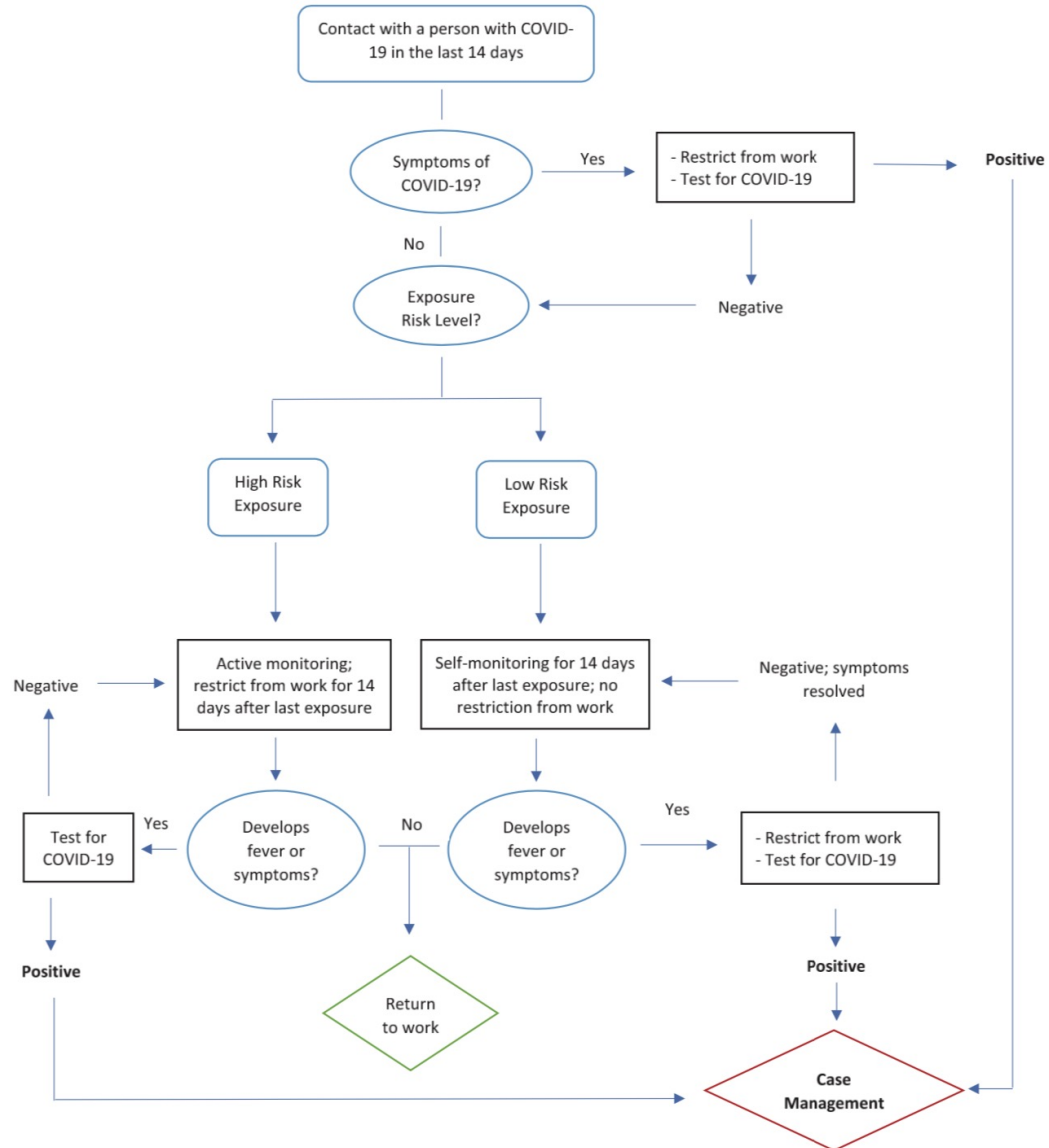 Contact with a person with COVID-
19 in the last 14 days
Symptoms of
COVID-19?
Yes
- Restrict from work
- Test for COVID-19
Positive
No
Negative
Exposure
Risk Level?
High Risk
Exposure
Low Risk
Exposure
Negative
Active monitoring;
restrict from work for 14
days after last exposure
Self-monitoring for 14 days
after last exposure; no
restriction from work
Negative; symptoms
resolved
Test for
COVID-19
Yes
Develops
fever or
symptoms?
No
Develops
fever or
symptoms?
Yes
- Restrict from work
- Test for COVID-19
Positive
Positive
Return
to work
Case
Management